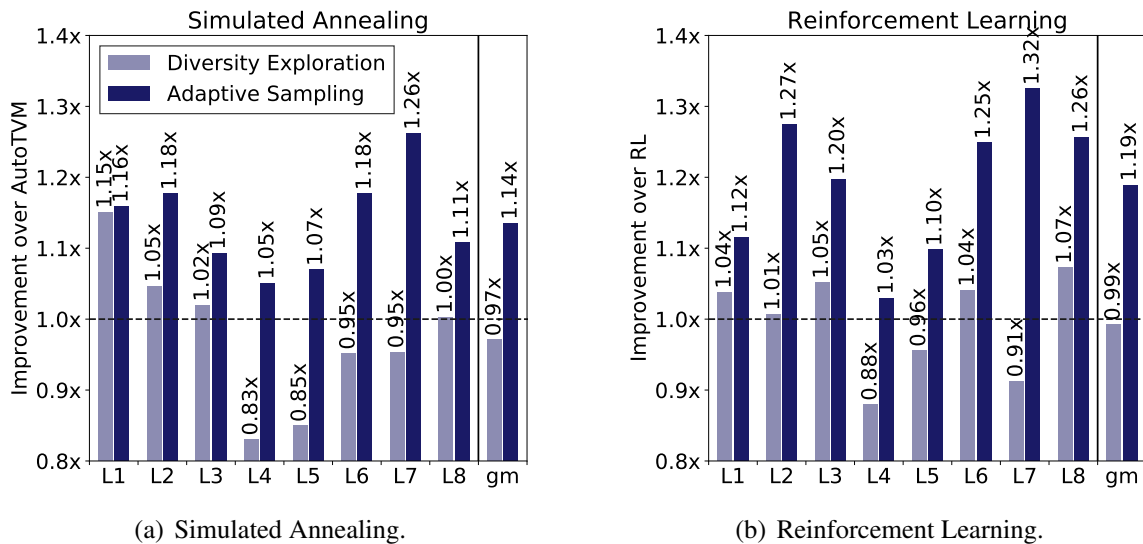 Simulated Annealing
Improvement over AutoTVM
1.4x
1.3x
1.2x
1.1x
1.0x
0.9x
0.8x
Diversity Exploration
Adaptive Sampling
1.15x
1.16x
1.05x
1.18x
1.02x
1.09x
0.83x
1.05x
0.85x
1.07x
0.95x
1.18x
0.95x
1.26x
1.00x
1.11x
0.97x
1.14x
L1 L2 L3 L4 L5 L6 L7 L8 gm
(a) Simulated Annealing.
Reinforcement Learning
Improvement over RL
1.4x
1.3x
1.2x
1.1x
1.0x
0.9x
0.8x
1.04x
1.12x
1.01x
1.27x
1.05x
1.20x
0.88x
1.03x
0.96x
1.10x
1.04x
1.25x
0.91x
1.32x
1.07x
1.26x
0.99x
1.19x
L1 L2 L3 L4 L5 L6 L7 L8 gm
(b) Reinforcement Learning.